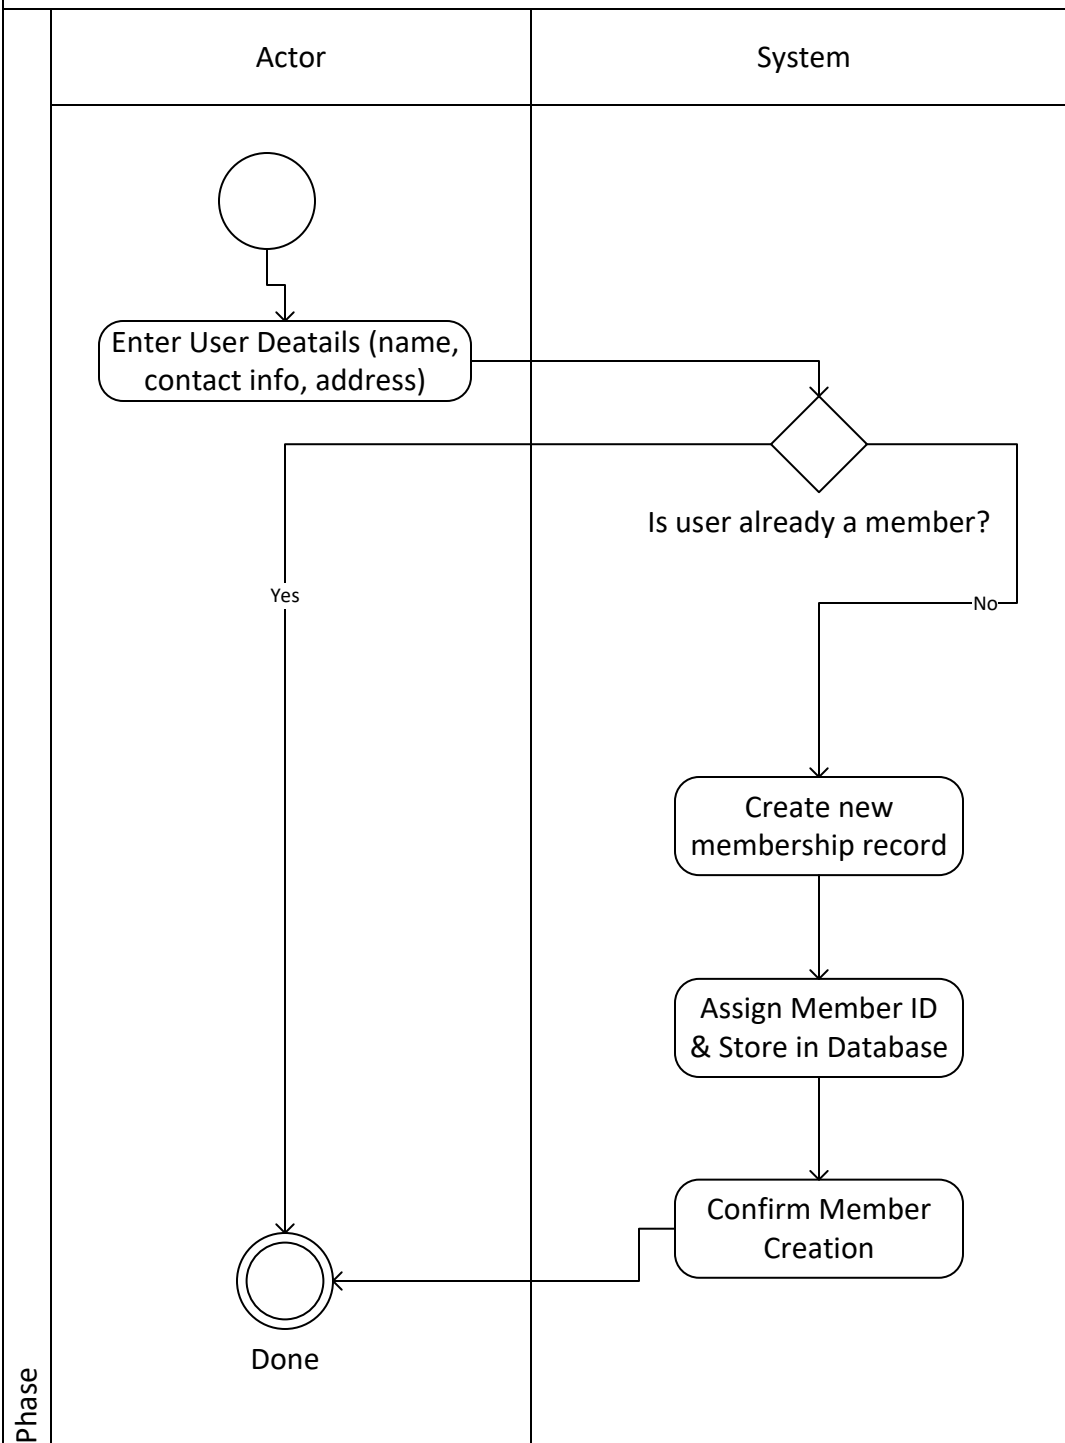 Actor
System
Enter User Deatails (name,
contact info, address)
Is user already a member?
Yes
No
Create new
membership record
Assign Member ID
& Store in Database
Confirm Member
Creation
Done
Phase